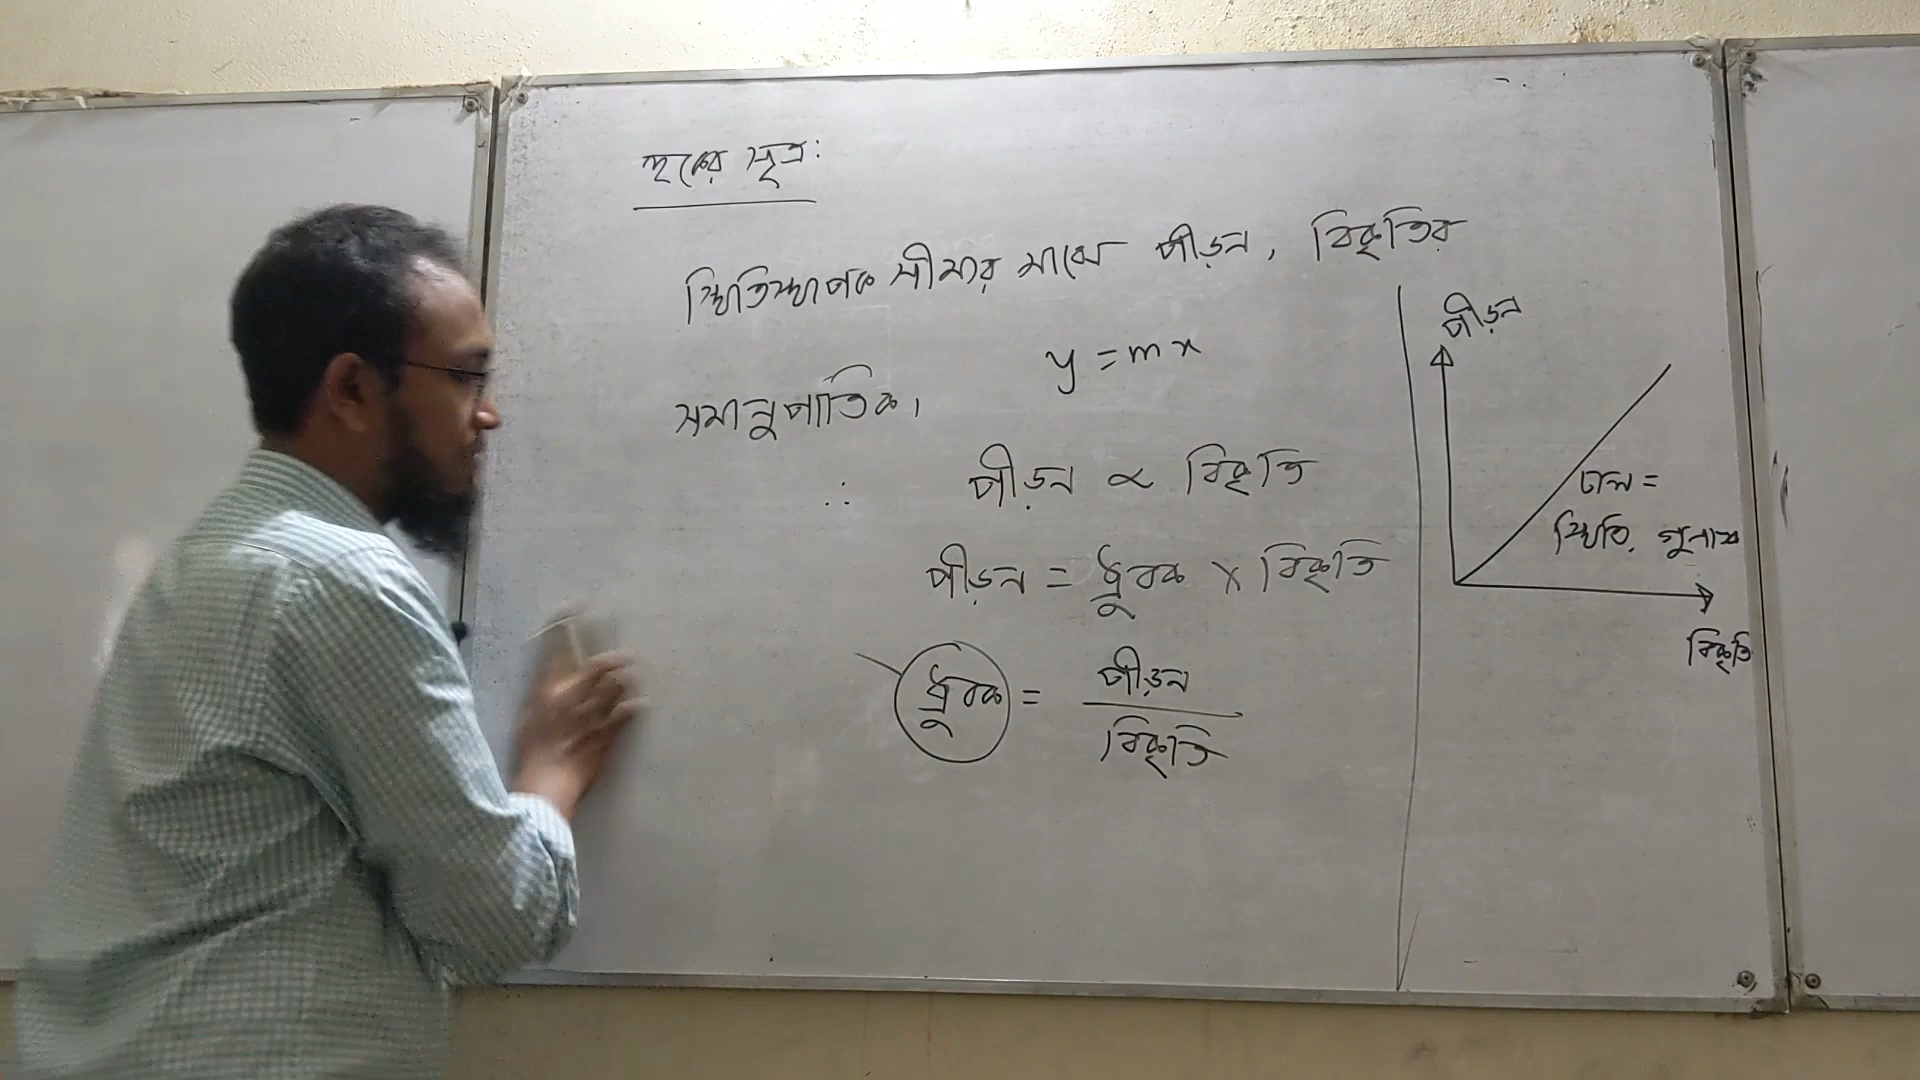 হুকের সূত্র:
স্থিতিস্থাপক সীমার মাঝে পীড়ন, বিকৃতির
সমানুপাতিক।
y = mx
∴ পীড়ন ∝ বিকৃতি
পীড়ন = ধ্রুবক × বিকৃতি
ধ্রুবক = পীড়ন
বিকৃতি
পীড়ন
ঢাল =
স্থিতি. গুনাঙ্ক
বিকৃতি